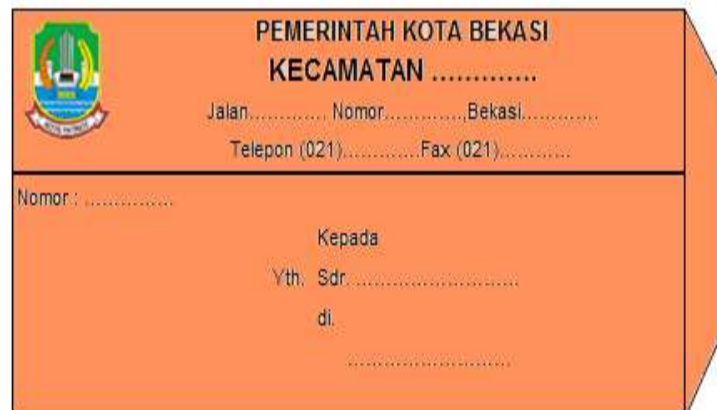 PEMERINTAH KOTA BEKASI
KECAMATAN .............
Jalan............. Nomor.............,Bekasi.............
Telepon (021).............Fax (021)............
Nomor : ...............
Kepada
Yth. Sdr. ...........................
di.
...........................